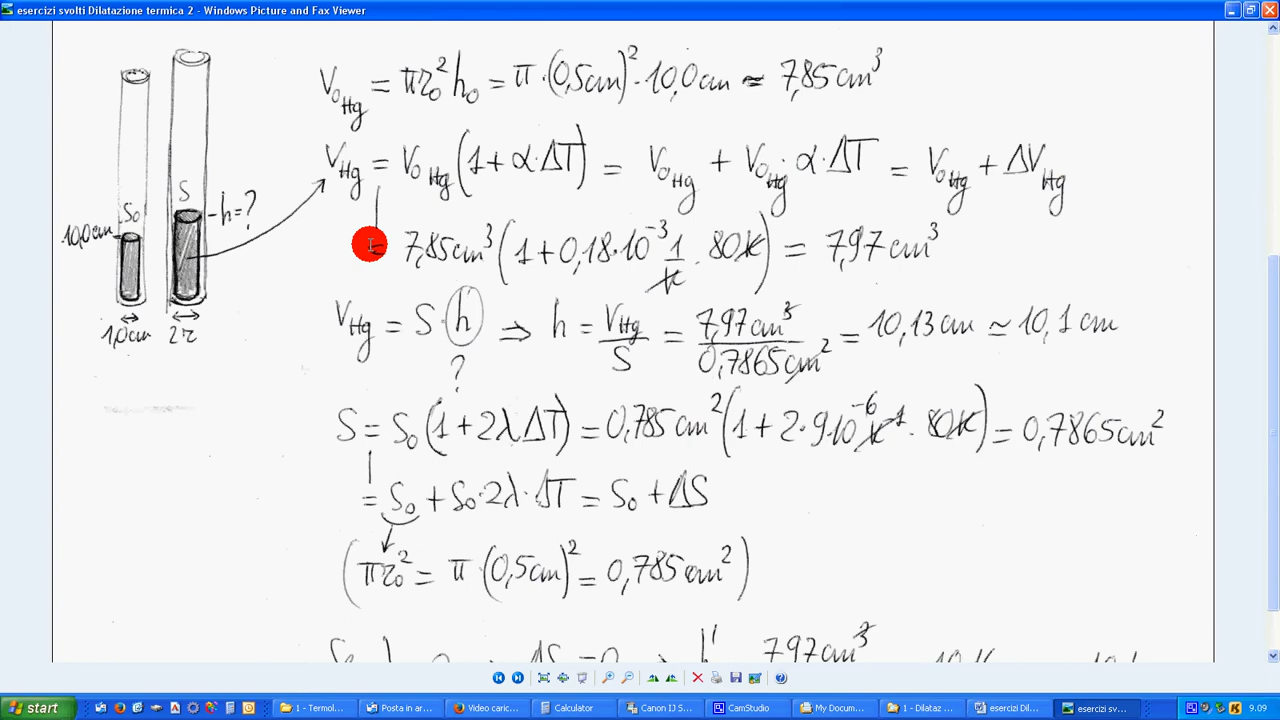 esercizi svolti Dilatazione termica 2 - Windows Picture and Fax Viewer
V₀Hg = πr₀²h₀ = π·(0,5cm)²·10,0cm ≃ 7,85cm³
VHg = V₀Hg(1+α·ΔT) = V₀Hg + V₀Hg·α·ΔT = V₀Hg + ΔVHg
S
S₀
-h=?
10,0cm
= 7,85cm³(1+0,18·10⁻³ 1/K · 80K) = 7,97cm³
1,0cm
2r
VHg = S·h ⇒ h = VHg/S = 7,97cm³/0,7865cm² = 10,13cm ≃ 10,1cm
?
S = S₀(1+2λΔT) = 0,785cm²(1+2·9·10⁻⁶K⁻¹·80K) = 0,7865cm²
= S₀ + S₀·2λ·ΔT = S₀ + ΔS
(πr₀² = π·(0,5cm)² = 0,785cm²)
7,97cm³
start
1 - Termol...
Posta in ar...
Video caric...
Calculator
Canon IJ S...
CamStudio
My Docum...
1 - Dilataz ...
esercizi Dil...
esercizi sv...
9.09